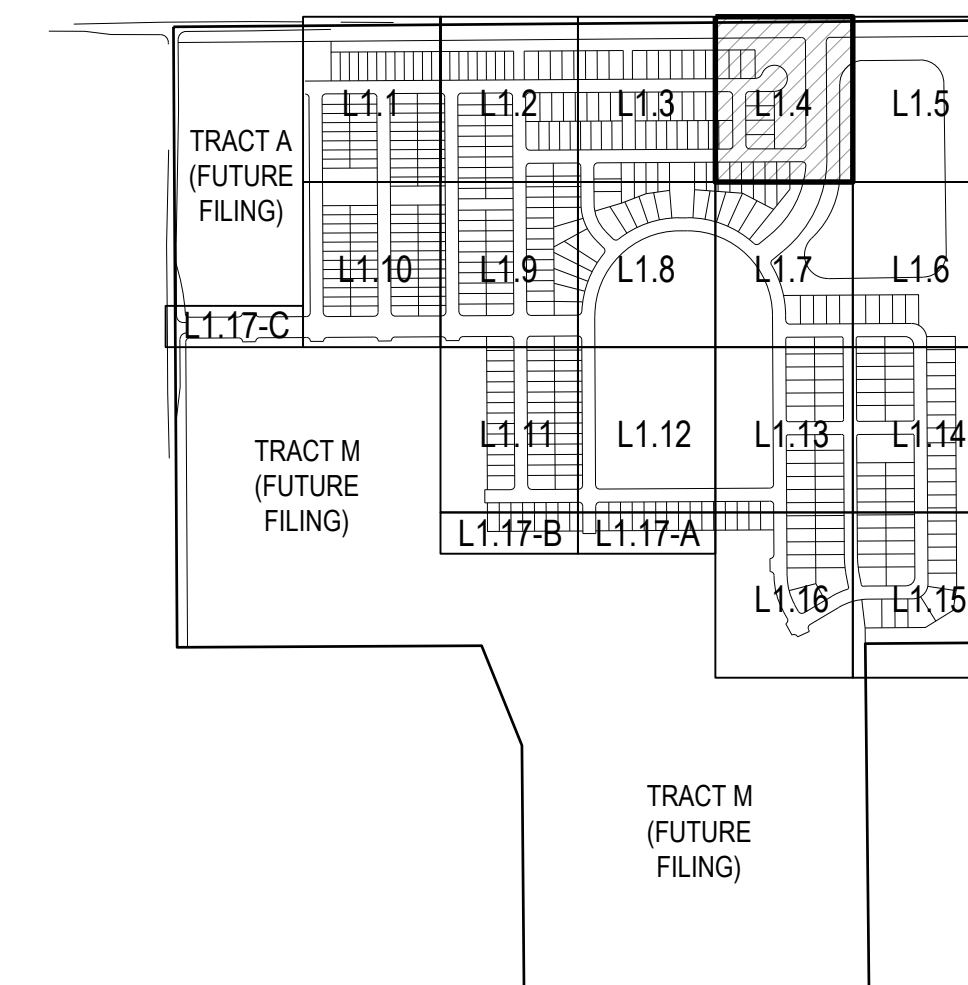 L1.1
L1.2
L1.3
L1.4
L1.5
TRACT A
(FUTURE
FILING)
L1.10
L1.9
L1.8
L1.7
L1.6
L1.17-C
TRACT M
(FUTURE
FILING)
L1.11
L1.12
L1.13
L1.14
L1.17-B
L1.17-A
L1.16
L1.15
TRACT M
(FUTURE
FILING)